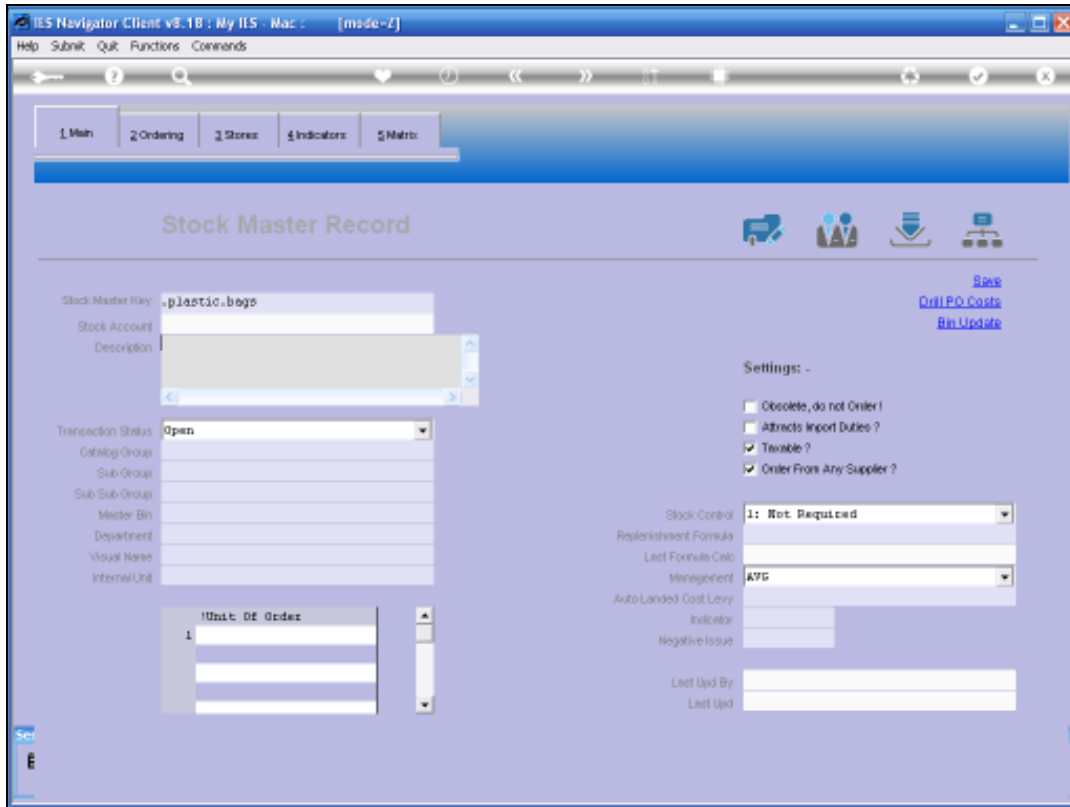 IES Navigator Client v8.1B : My IES - Mac : [mode=Z]
Help Submit Quit Functions Commands
1 Main 2 Ordering 3 Stores 4 Indicators 5 Matrix
Stock Master Record
Save
Stock Master Key .plastic.bags
Drill PO Costs
Stock Account
Bin Update
Description
Settings: -
Obsolete, do not Order !
Transaction Status Open
Attracts Import Duties ?
Catalog Group
Taxable ?
Sub Group
Order From Any Supplier ?
Sub Sub Group
Master Bin
Stock Control 1: Not Required
Department
Replenishment Formula
Visual Name
Last Formula Calc
Internal Unit
Management AVG
Auto Landed Cost Levy
!Unit Of Order
Indicator
1
Negative Issue
Last Upd By
Last Upd